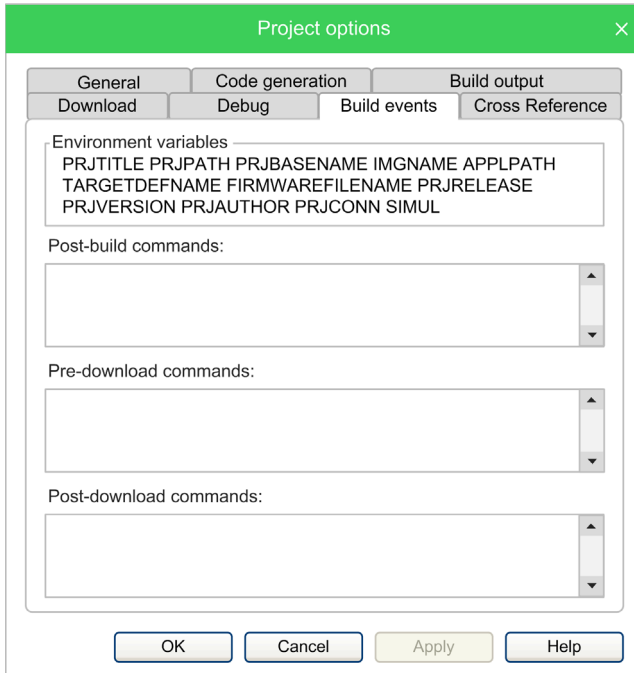 Project options
General Code generation Build output
Download Debug Build events Cross Reference
Environment variables
PRJTITLE PRJPATH PRJBASENAME IMGNAME APPLPATH
TARGETDEFNAME FIRMWAREFILENAME PRJRELEASE
PRJVERSION PRJAUTHOR PRJCONN SIMUL
Post-build commands:
Pre-download commands:
Post-download commands:
OK Cancel Apply Help